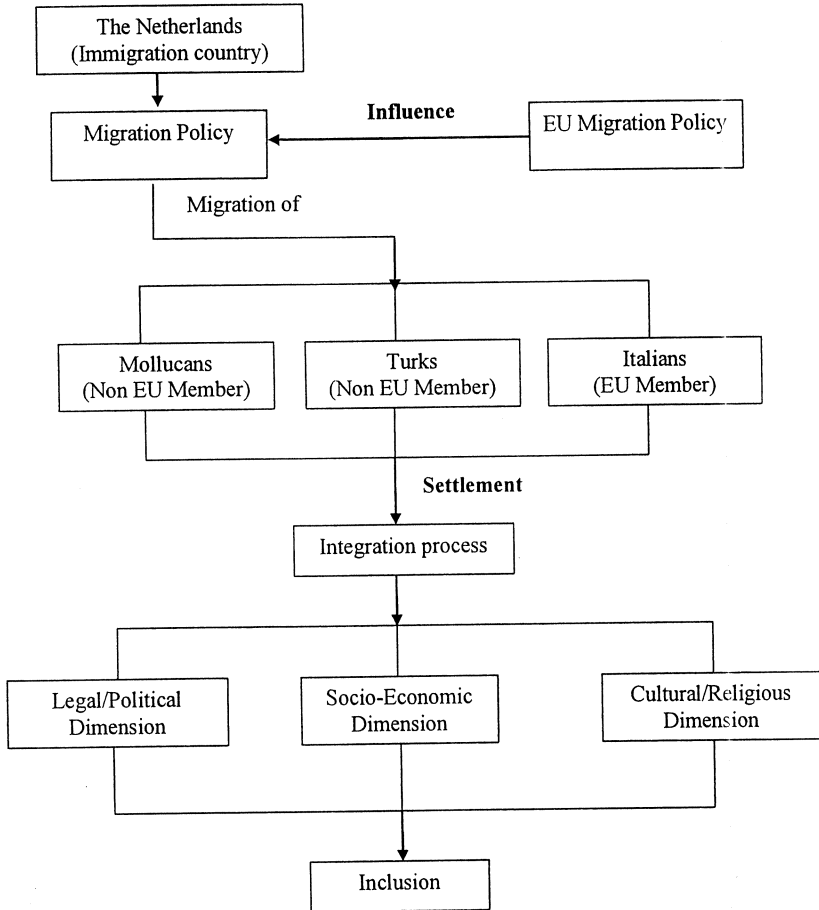 The Netherlands
(Immigration country)
Migration Policy
Influence
EU Migration Policy
Migration of
Mollucans
(Non EU Member)
Turks
(Non EU Member)
Italians
(EU Member)
Settlement
Integration process
Legal/Political
Dimension
Socio-Economic
Dimension
Cultural/Religious
Dimension
Inclusion